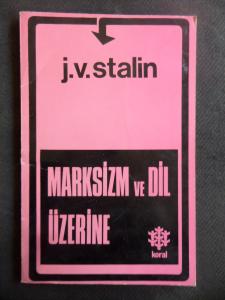 j.v.stalin
MARKSİZM VE DİL
ÜZERİNE
koral